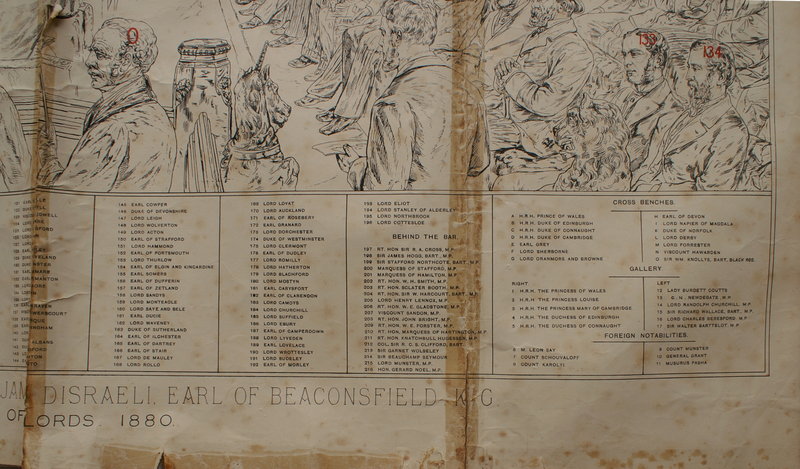 O
133
134
145 EARL COWPER
146 DUKE OF DEVONSHIRE
147 LORD LEIGH
148 LORD WOLVERTON
149 LORD ACTON
150 EARL OF STRAFFORD
151 LORD HAMMOND
152 EARL OF PORTSMOUTH
153 LORD THURLOW
154 EARL OF ELGIN AND KINCARDINE
155 EARL SOMERS
156 EARL OF DUFFERIN
157 EARL OF ZETLAND
158 LORD SANDYS
159 LORD MONTEAGLE
160 LORD SAYE AND SELE
161 EARL DUCIE
162 LORD WAVENEY
163 DUKE OF SUTHERLAND
164 EARL OF ILCHESTER
165 EARL OF DARTREY
166 EARL OF STAIR
167 LORD DE MAULEY
168 LORD ROLLO
169 LORD LOVAT
170 LORD AUCKLAND
171 EARL OF ROSEBERY
172 EARL GRANARD
173 LORD DORCHESTER
174 DUKE OF WESTMINSTER
175 LORD CLERMONT
176 EARL OF DUDLEY
177 LORD ROMILLY
178 LORD HATHERTON
179 LORD BLACHFORD
180 LORD MOSTYN
181 EARL CARYSFORT
182 EARL OF CLARENDON
183 LORD CAMOYS
184 LORD CHURCHILL
185 LORD SUFFIELD
186 LORD EBURY
187 EARL OF CAMPERDOWN
188 LORD LYVEDEN
189 EARL LOVELACE
190 LORD WROTTESLEY
191 LORD SUDELEY
192 EARL OF MORLEY
193 LORD ELIOT
194 LORD STANLEY OF ALDERLEY
195 LORD NORTHBROOK
196 LORD COTTESLOE
BEHIND THE BAR.
197 RT. HON SIR R. A. CROSS, M.P.
198 SIR JAMES HOGG, BART., M.P.
199 SIR STAFFORD NORTHCOTE, BART., M.P.
200 MARQUESS OF STAFFORD, M.P.
201 MARQUESS OF HAMILTON, M.P.
202 RT. HON. W. H. SMITH, M.P.
203 RT. HON. SCLATER BOOTH, M.P.
205 RT. HON. SIR W. HARCOURT, BART., M.P.
206 LORD HENRY LENNOX, M.P.
206 RT. HON. W. E. GLADSTONE, M.P.
207 VISCOUNT SANDON, M.P.
208 RT. HON. JOHN BRIGHT, M.P.
209 RT. HON. W. E. FORSTER, M.P.
210 RT. HON. MARQUESS OF HARTINGTON, M.P.
211 RT. HON. KNATCHBULL HUGESSEN, M.P.
212 COL. SIR R. C. S. CLIFFORD, BART.
213 SIR GARNET WOLSELEY
214 SIR BEAUCHAMP SEYMOUR
215 LORD MUNSTER, M.P.
216 HON. GERARD NOEL, M.P.
CROSS BENCHES.
A H.R.H. PRINCE OF WALES
B H.R.H. DUKE OF EDINBURGH
C H.R.H. DUKE OF CONNAUGHT
D H.R.H. DUKE OF CAMBRIDGE
E EARL GREY
F LORD SHERBORNE
G LORD ORANMORE AND BROWNE
H EARL OF DEVON
I LORD NAPIER OF MAGDALA
K DUKE OF NORFOLK
L LORD DERBY
M LORD FORRESTER
N VISCOUNT HAWARDEN
O SIR WM. KNOLLYS, BART., BLACK ROD.
GALLERY
RIGHT
1 H.R.H. THE PRINCESS OF WALES
2 H.R.H. PRINCESS LOUISE
3 H.R.H. THE PRINCESS MARY OF CAMBRIDGE
4 H.R.H. THE DUCHESS OF EDINBURGH
5 H.R.H. THE DUCHESS OF CONNAUGHT
LEFT
12 LADY BURDETT COUTTS
13 G. N. NEWDEGATE, M.P.
14 LORD RANDOLPH CHURCHILL, M.P.
15 SIR RICHARD WALLACE, BART., M.P.
16 LORD CHARLES BERESFORD, M.P.
17 SIR WALTER BARTTELOT, M.P.
FOREIGN NOTABILITIES.
6 M. LEON SAY
7 COUNT SCHOUVALOFF
8 COUNT KAROLYI
9 COUNT MUNSTER
10 GENERAL GRANT
11 MUSURUS PASHA
JAM DISRAELI, EARL OF BEACONSFIELD K.G.
OF LORDS. 1880.